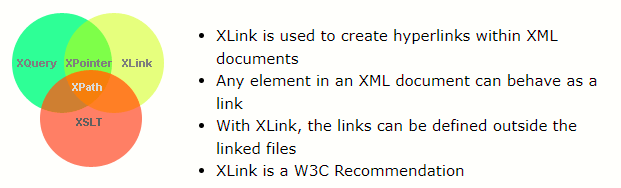 XQuery XPointer XLink
XPath
XSLT
• XLink is used to create hyperlinks within XML
documents
• Any element in an XML document can behave as a
link
• With XLink, the links can be defined outside the
linked files
• XLink is a W3C Recommendation